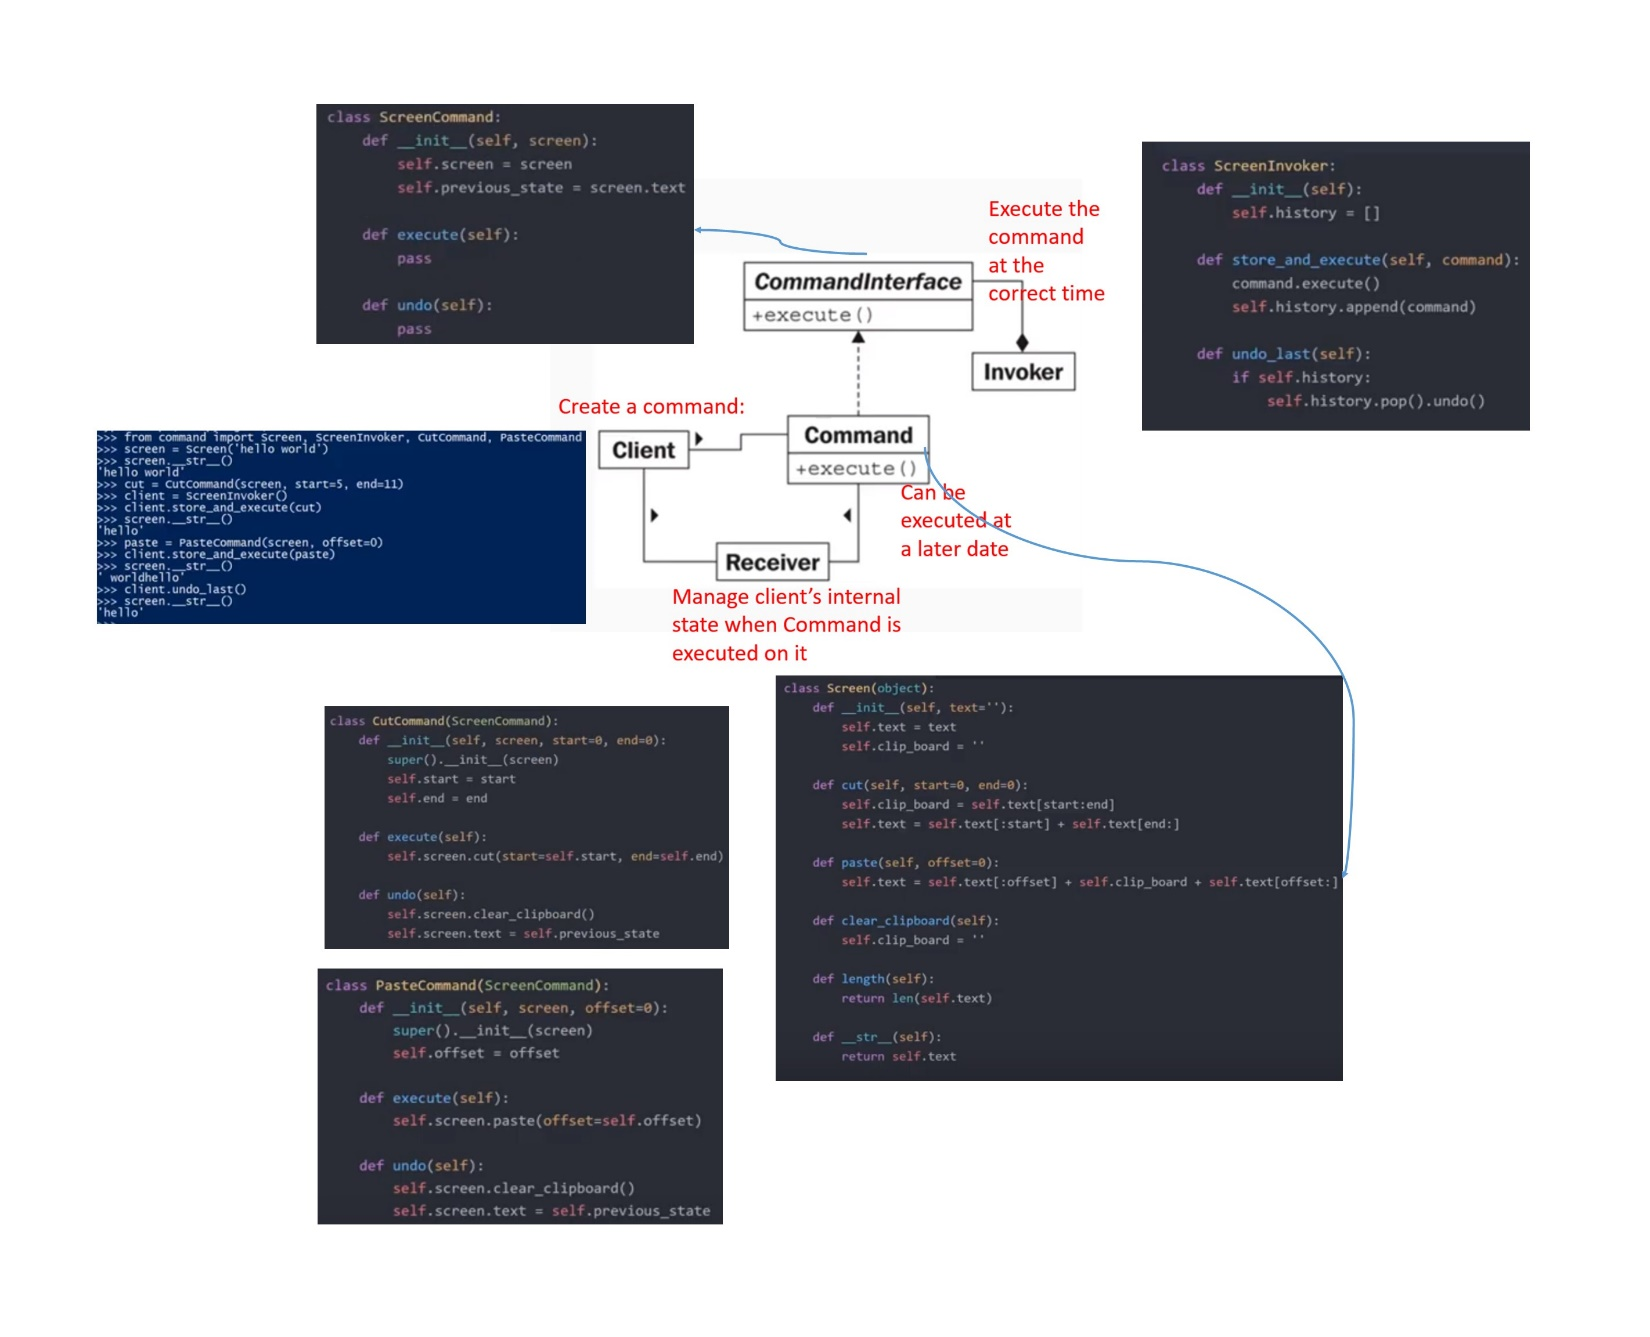 class ScreenCommand:
    def __init__(self, screen):
        self.screen = screen
        self.previous_state = screen.text
    def execute(self):
        pass
    def undo(self):
        pass
class ScreenInvoker:
    def __init__(self):
        self.history = []
    def store_and_execute(self, command):
        command.execute()
        self.history.append(command)
    def undo_last(self):
        if self.history:
            self.history.pop().undo()
Execute the
command
at the
correct time
CommandInterface
+execute()
Invoker
Create a command:
Client
Command
+execute()
Can be
executed at
a later date
Receiver
Manage client's internal
state when Command is
executed on it
>>> from command import Screen, ScreenInvoker, CutCommand, PasteCommand
>>> screen = Screen('hello world')
>>> screen.__str__()
'hello world'
>>> cut = CutCommand(screen, start=5, end=11)
>>> client = ScreenInvoker()
>>> client.store_and_execute(cut)
>>> screen.__str__()
'hello'
>>> paste = PasteCommand(screen, offset=0)
>>> client.store_and_execute(paste)
>>> screen.__str__()
' worldhello'
>>> client.undo_last()
>>> screen.__str__()
'hello'
>>>
class CutCommand(ScreenCommand):
    def __init__(self, screen, start=0, end=0):
        super().__init__(screen)
        self.start = start
        self.end = end
    def execute(self):
        self.screen.cut(start=self.start, end=self.end)
    def undo(self):
        self.screen.clear_clipboard()
        self.screen.text = self.previous_state
class PasteCommand(ScreenCommand):
    def __init__(self, screen, offset=0):
        super().__init__(screen)
        self.offset = offset
    def execute(self):
        self.screen.paste(offset=self.offset)
    def undo(self):
        self.screen.clear_clipboard()
        self.screen.text = self.previous_state
class Screen(object):
    def __init__(self, text=''):
        self.text = text
        self.clip_board = ''
    def cut(self, start=0, end=0):
        self.clip_board = self.text[start:end]
        self.text = self.text[:start] + self.text[end:]
    def paste(self, offset=0):
        self.text = self.text[:offset] + self.clip_board + self.text[offset:]
    def clear_clipboard(self):
        self.clip_board = ''
    def length(self):
        return len(self.text)
    def __str__(self):
        return self.text